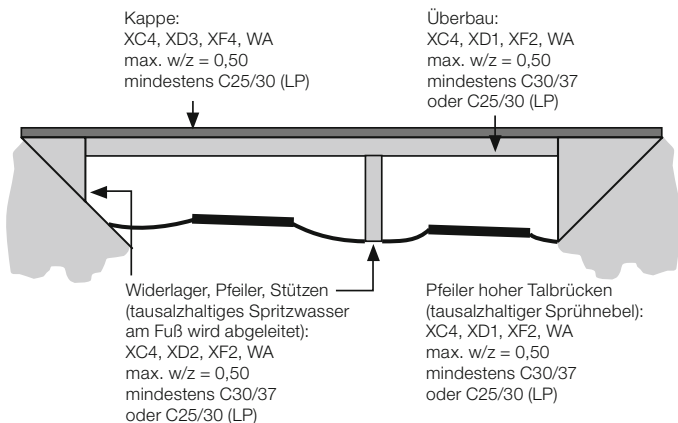 Kappe:
XC4, XD3, XF4, WA
max. w/z = 0,50
mindestens C25/30 (LP)
Überbau:
XC4, XD1, XF2, WA
max. w/z = 0,50
mindestens C30/37
oder C25/30 (LP)
Widerlager, Pfeiler, Stützen
(tausalzhaltiges Spritzwasser
am Fuß wird abgeleitet):
XC4, XD2, XF2, WA
max. w/z = 0,50
mindestens C30/37
oder C25/30 (LP)
Pfeiler hoher Talbrücken
(tausalzhaltiger Sprühnebel):
XC4, XD1, XF2, WA
max. w/z = 0,50
mindestens C30/37
oder C25/30 (LP)